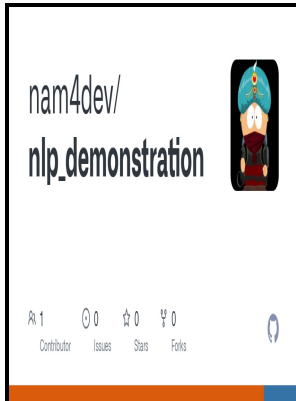 nam4dev/
nlp_demonstration
1 0 0 0
Contributor Issues Stars Forks